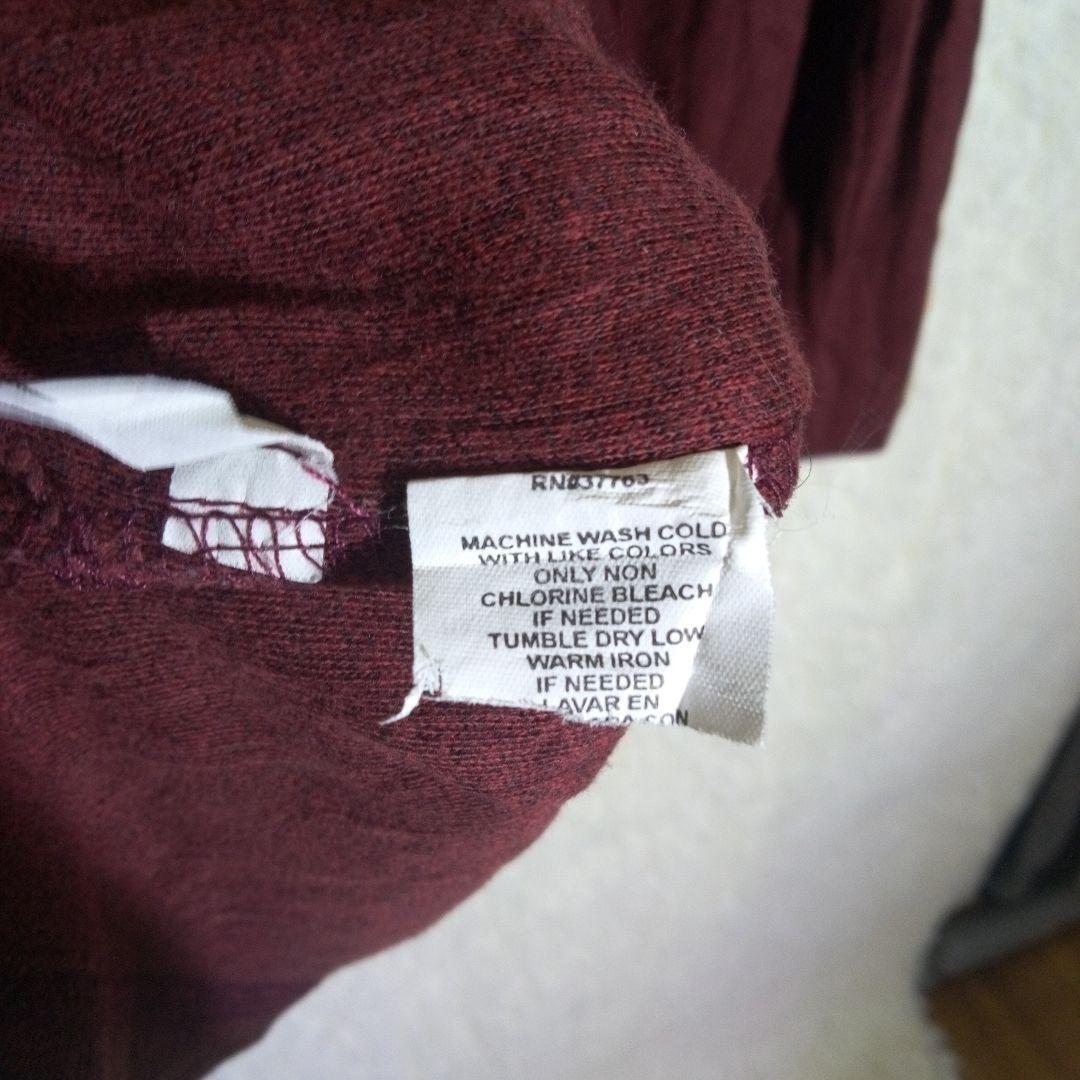 MACHINE WASH COLD
WITH LIKE COLORS
ONLY NON
CHLORINE BLEACH
IF NEEDED
TUMBLE DRY LOW
WARM IRON
IF NEEDED
LAVAR EN
CON